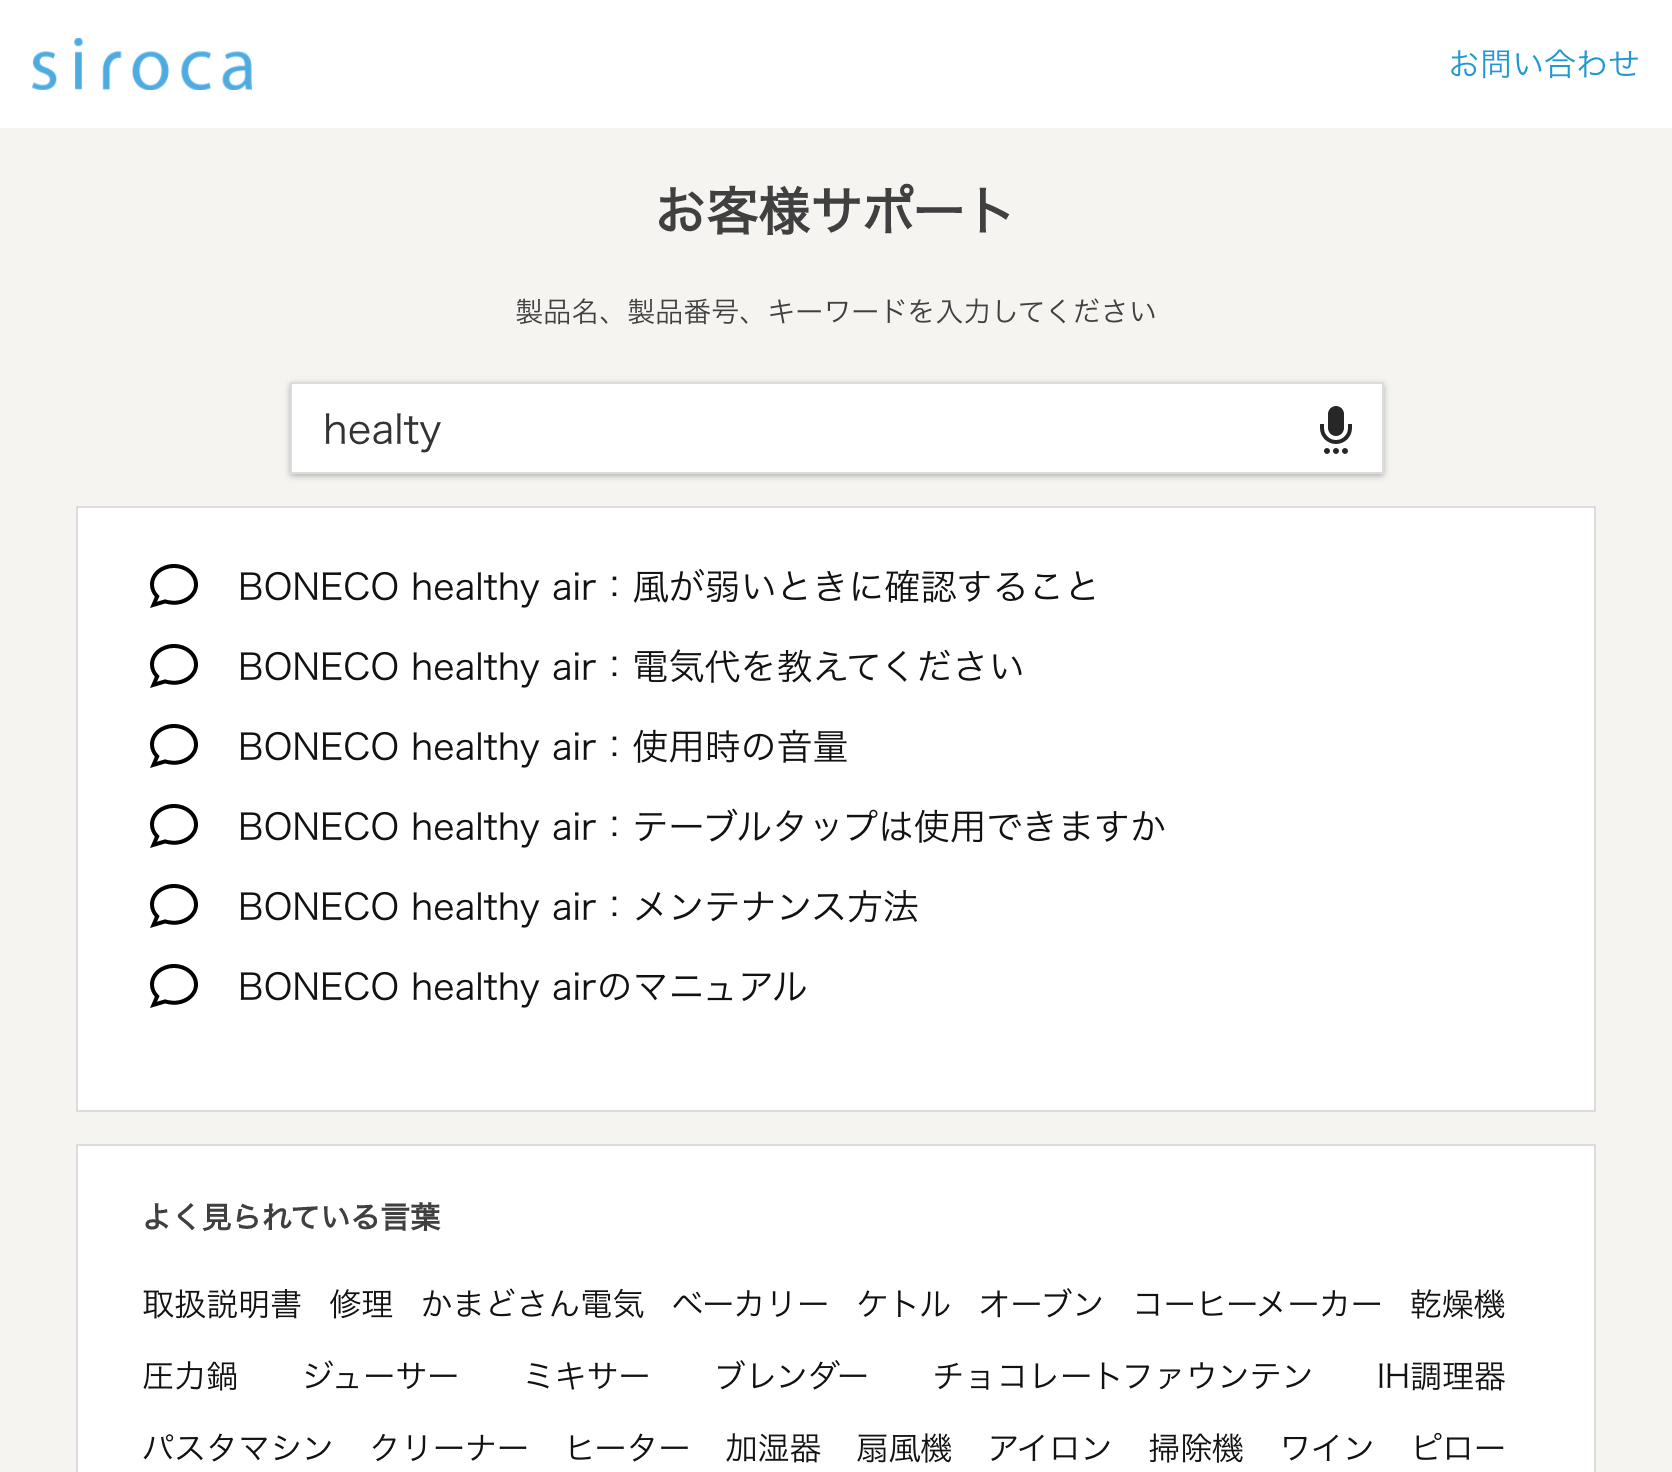 siroca
お問い合わせ
お客様サポート
製品名、製品番号、キーワードを入力してください
healty
BONECO healthy air：風が弱いときに確認すること
BONECO healthy air：電気代を教えてください
BONECO healthy air：使用時の音量
BONECO healthy air：テーブルタップは使用できますか
BONECO healthy air：メンテナンス方法
BONECO healthy airのマニュアル
よく見られている言葉
取扱説明書 修理 かまどさん電気 ベーカリー ケトル オーブン コーヒーメーカー 乾燥機
圧力鍋 ジューサー ミキサー ブレンダー チョコレートファウンテン IH調理器
パスタマシン クリーナー ヒーター 加湿器 扇風機 アイロン 掃除機 ワイン ピロー